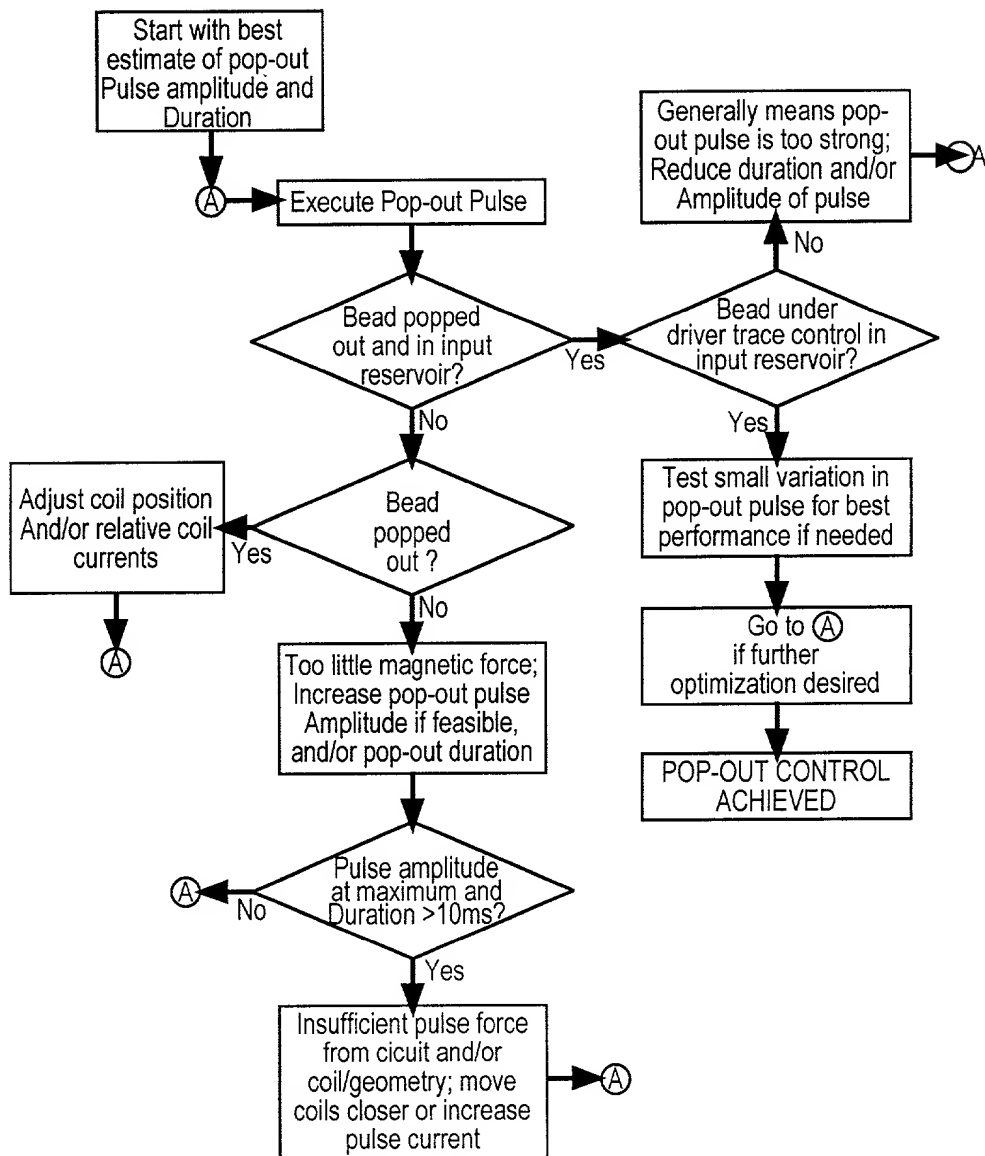 Start with best
estimate of pop-out
Pulse amplitude and
Duration
A
Execute Pop-out Pulse
Bead popped
out and in input
reservoir?
Yes
No
Bead under
driver trace control in
input reservoir?
No
Generally means pop-
out pulse is too strong;
Reduce duration and/or
Amplitude of pulse
A
Yes
Test small variation in
pop-out pulse for best
performance if needed
Go to A
if further
optimization desired
POP-OUT CONTROL
ACHIEVED
Bead
popped
out ?
Yes
Adjust coil position
And/or relative coil
currents
A
No
Too little magnetic force;
Increase pop-out pulse
Amplitude if feasible,
and/or pop-out duration
Pulse amplitude
at maximum and
Duration >10ms?
No
A
Yes
Insufficient pulse force
from cicuit and/or
coil/geometry; move
coils closer or increase
pulse current
A